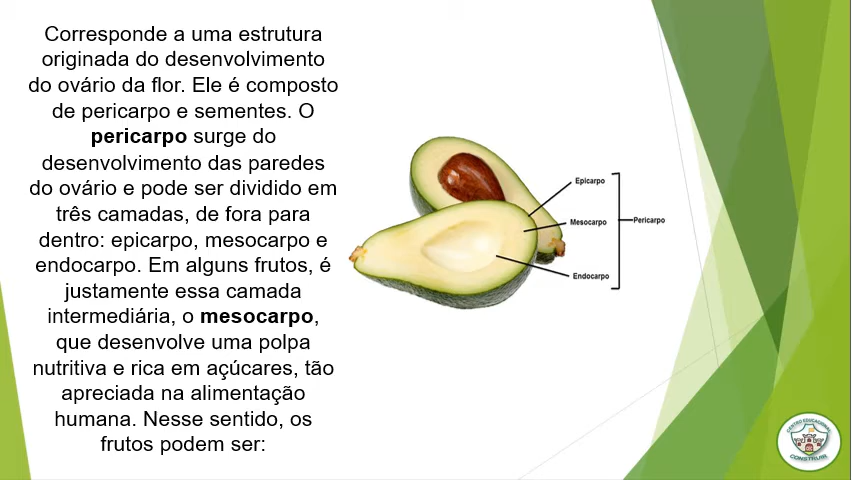 Corresponde a uma estrutura
originada do desenvolvimento
do ovário da flor. Ele é composto
de pericarpo e sementes. O
pericarpo surge do
desenvolvimento das paredes
do ovário e pode ser dividido em
três camadas, de fora para
dentro: epicarpo, mesocarpo e
endocarpo. Em alguns frutos, é
justamente essa camada
intermediária, o mesocarpo,
que desenvolve uma polpa
nutritiva e rica em açúcares, tão
apreciada na alimentação
humana. Nesse sentido, os
frutos podem ser:
Epicarpo
Mesocarpo
Pericarpo
Endocarpo
CENTRO EDUCACIONAL
CONSTRUIR